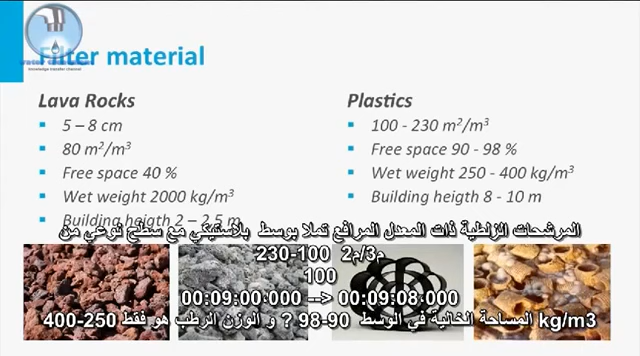 Filter material
knowledge transfer channel
Lava Rocks
5 – 8 cm
80 m²/m³
Free space 40 %
Wet weight 2000 kg/m³
Building heigth 2 – 2,5 m
Plastics
100 - 230 m²/m³
Free space 90 - 98 %
Wet weight 250 - 400 kg/m³
Building heigth 8 - 10 m
المرشحات الزلطية ذات المعدل المرافع تملا بوسط بلاستيكي مع سطح نوعي من
230-100 م2/م3
100
00:09:00:000 --> 00:09:08:000
kg/m3 المساحة الخالية في الوسط 90-98 ? و الوزن الرطب هو فقط 250-400